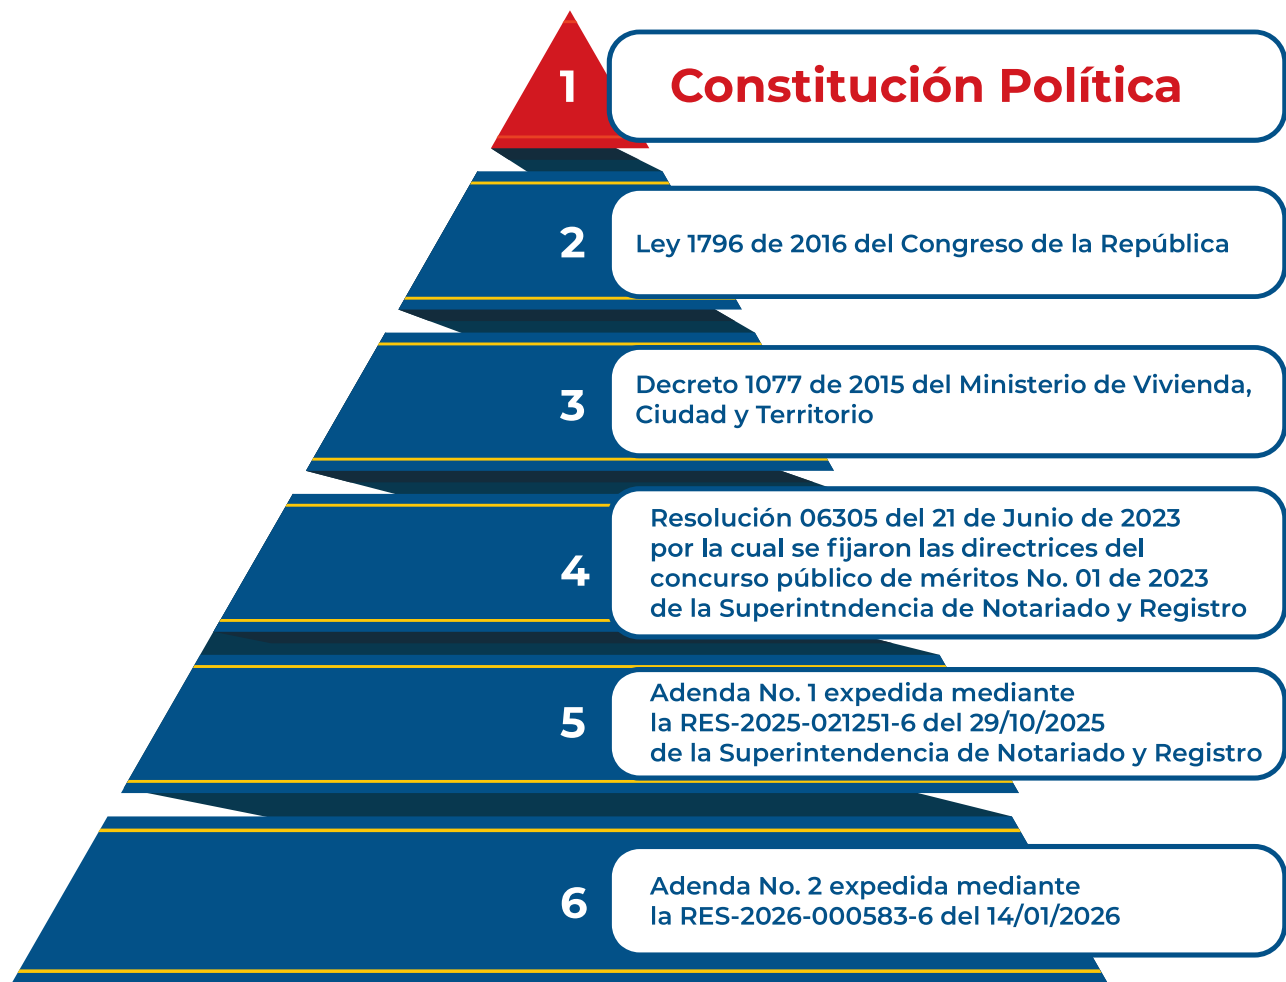 1
Constitución Política
2
Ley 1796 de 2016 del Congreso de la República
3
Decreto 1077 de 2015 del Ministerio de Vivienda,
Ciudad y Territorio
4
Resolución 06305 del 21 de Junio de 2023
por la cual se fijaron las directrices del
concurso público de méritos No. 01 de 2023
de la Superintndencia de Notariado y Registro
5
Adenda No. 1 expedida mediante
la RES-2025-021251-6 del 29/10/2025
de la Superintendencia de Notariado y Registro
6
Adenda No. 2 expedida mediante
la RES-2026-000583-6 del 14/01/2026